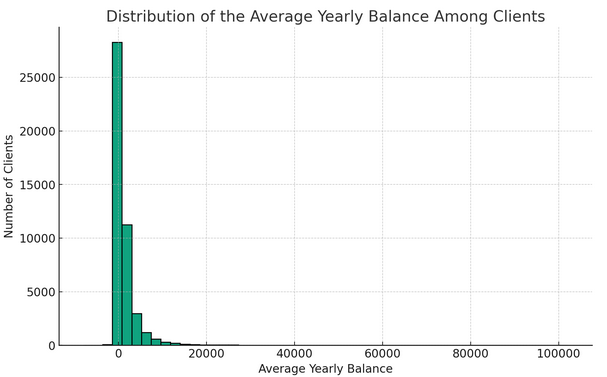 Distribution of the Average Yearly Balance Among Clients
Number of Clients
25000
20000
15000
10000
5000
0
0 20000 40000 60000 80000 100000
Average Yearly Balance